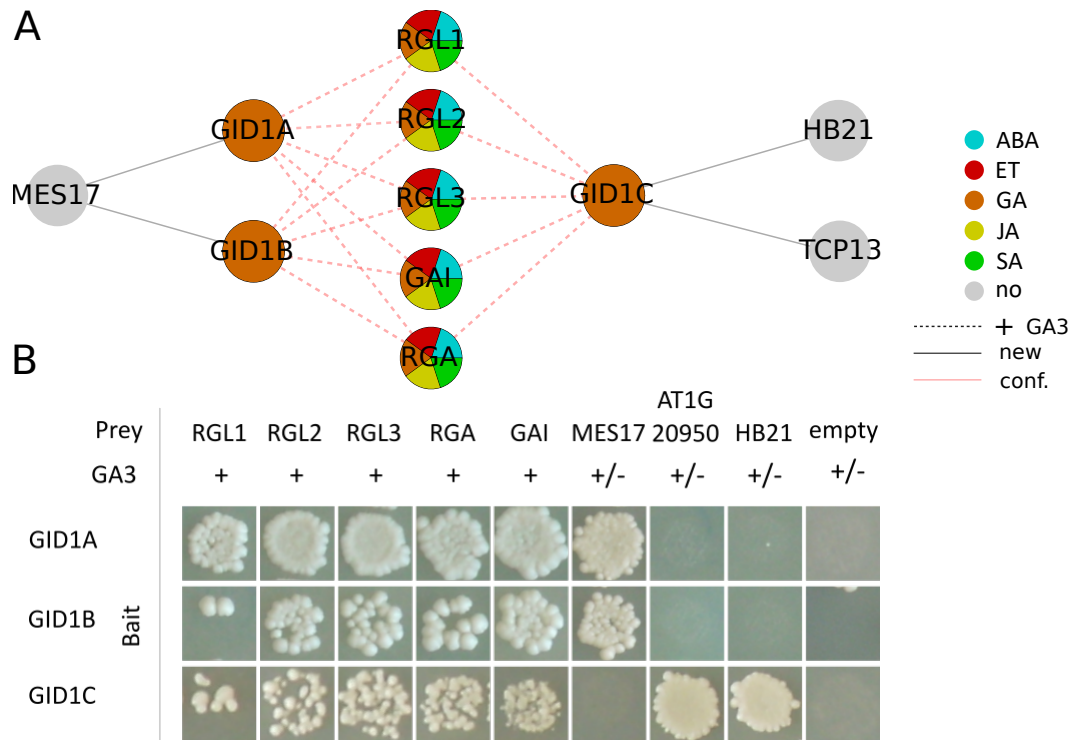 A
RGL1
RGL2
RGL3
GAI
RGA
GID1A
GID1B
MES17
GID1C
HB21
TCP13
ABA
ET
GA
JA
SA
no
+ GA3
new
conf.
B
Prey RGL1 RGL2 RGL3 RGA GAI MES17 AT1G 20950 HB21 empty
GA3 + + + + + +/- +/- +/- +/-
Bait
GID1A
GID1B
GID1C